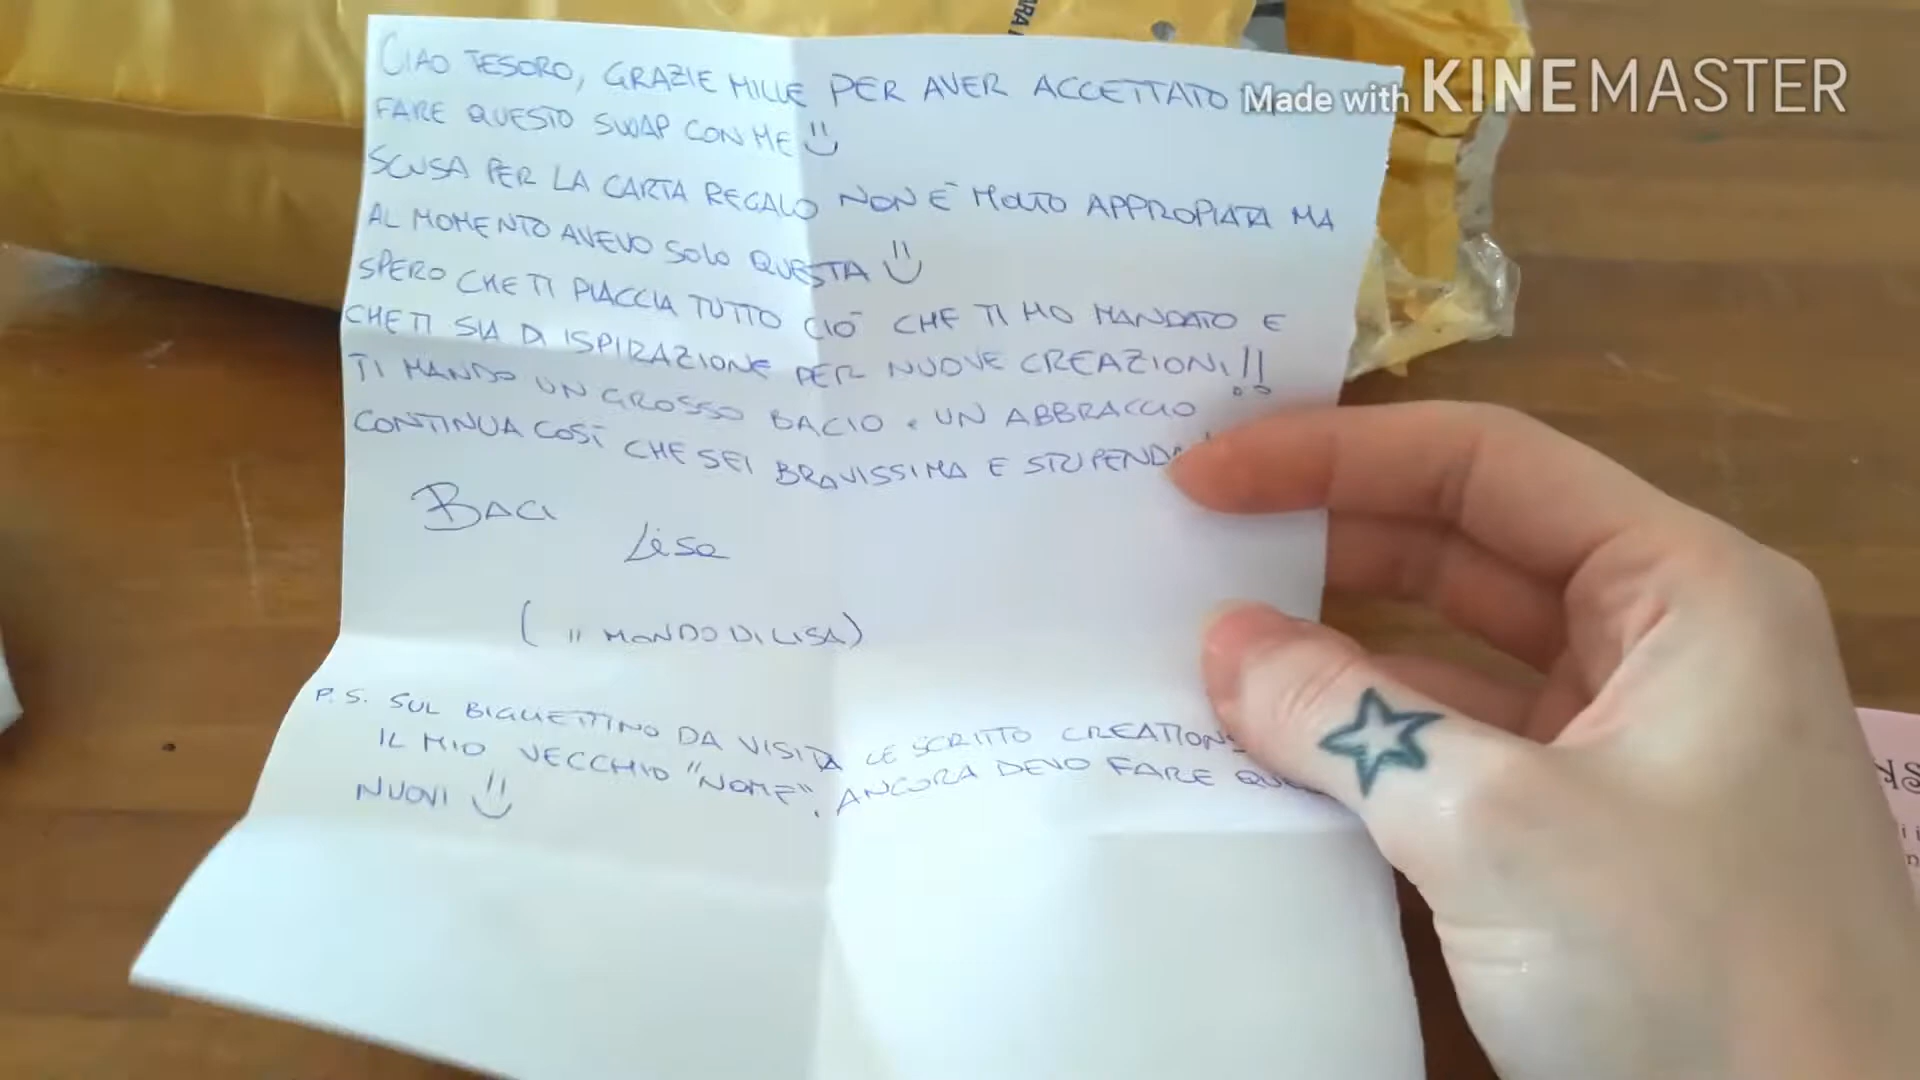 CIAO TESORO, GRAZIE MILLE PER AVER ACCETTATO
FARE QUESTO SWAP CON ME
SCUSA PER LA CARTA REGALO NON È MOLTO APPROPIATA MA
AL MOMENTO AVEVO SOLO QUESTA
SPERO CHE TI PIACCIA TUTTO CIÒ CHE TI HO MANDATO E
CHE TI SIA DI ISPIRAZIONE PER NUOVE CREAZIONI!!
TI MANDO UN GROSSO BACIO E UN ABBRACCIO
CONTINUA COSÌ CHE SEI BRAVISSIMA E STUPENDA
BACI
Lisa
(IL MONDO DI LISA)
P.S. SUL BIGLIETTINO DA VISITA C'E SCRITTO CREATIONS
IL MIO VECCHIO "NOME". ANCORA DEVO FARE
NUOVI
Made with KINEMASTER